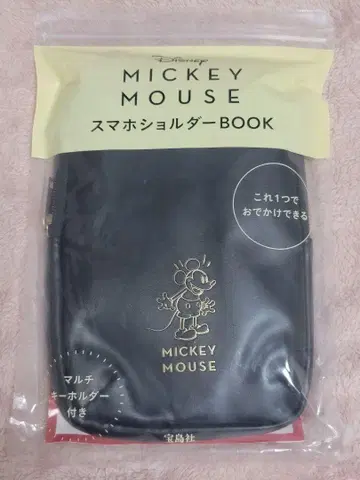 Disney
MICKEY
MOUSE
スマホショルダーBOOK
これ1つで
おでかけできる
MICKEY
MOUSE
マルチ
キーホルダー
付き
宝島社